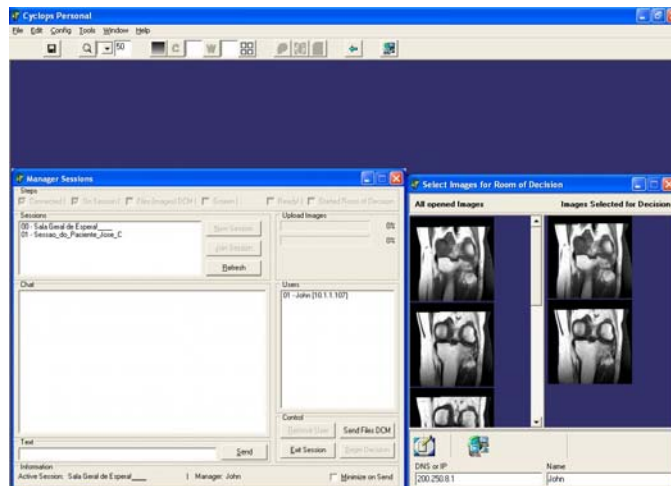 Cyclops Personal
File Edit Config Tools Window Help
50 C W
Manager Sessions
Steps
Connected | On Session | Files (Images) DCM | Screen | Ready! | Started Room of Decision
Sessions
00 - Sala Geral de Espera!____
01 - Sessao_do_Paciente_Jose_C
New Session
Join Session
Refresh
Upload Images
0%
0%
Chat
Users
01 - John [10.1.1.107]
Control
Send Files DCM
Exit Session
Begin Decision
Text
Send
Information
Active Session: Sala Geral de Espera!____ | Manager: John
Minimize on Send
Select Images for Room of Decision
All opened Images
Images Selected for Decision
DNS or IP
Name
200.250.8.1
John